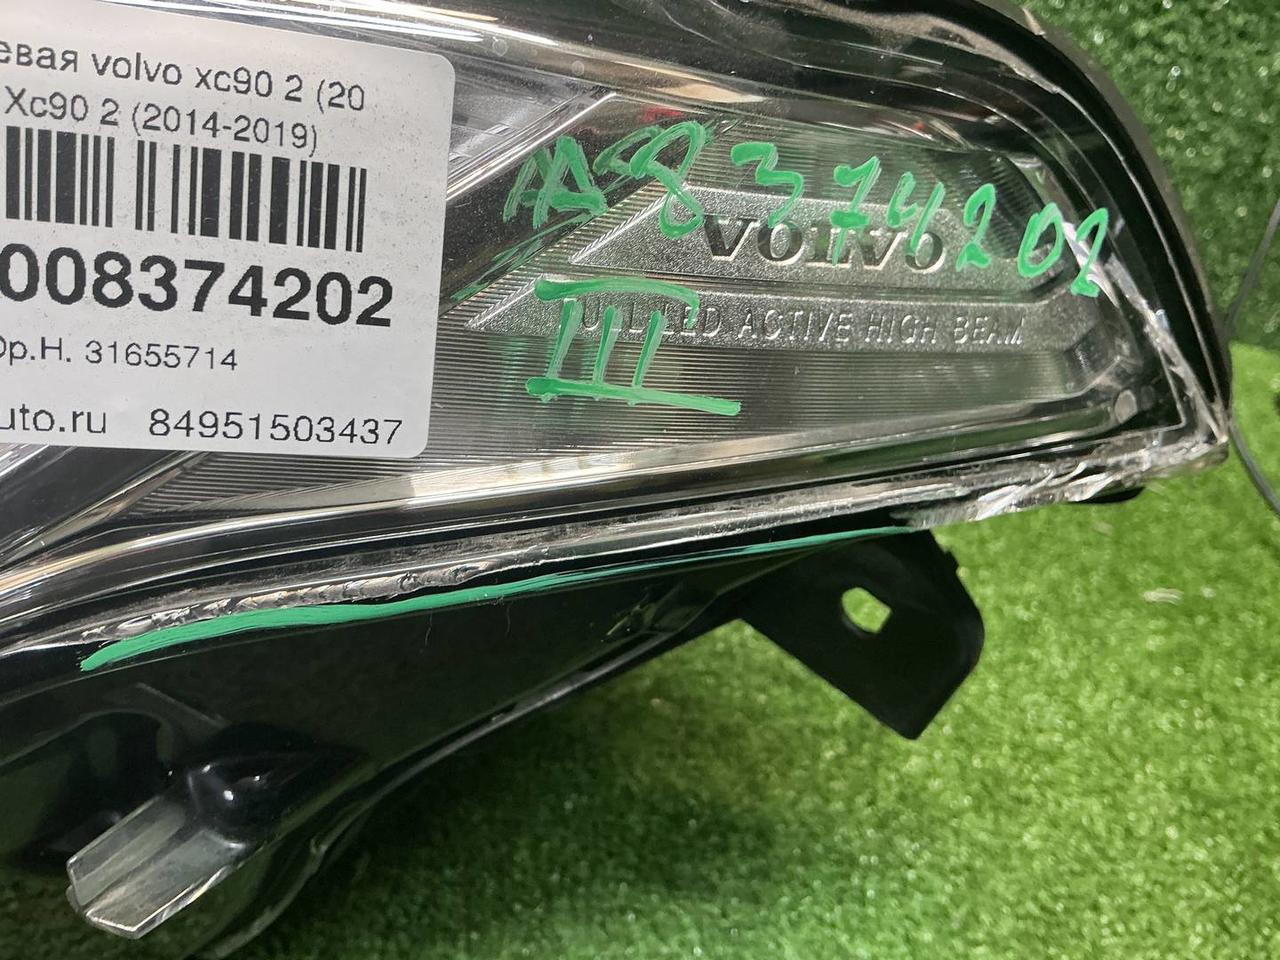 евая volvo xc90 2 (20
Xc90 2 (2014-2019)
008374202
Ор.Н. 31655714
uto.ru 84951503437
8374202
VOLVO
ACTIVE HIGH BEAM
III